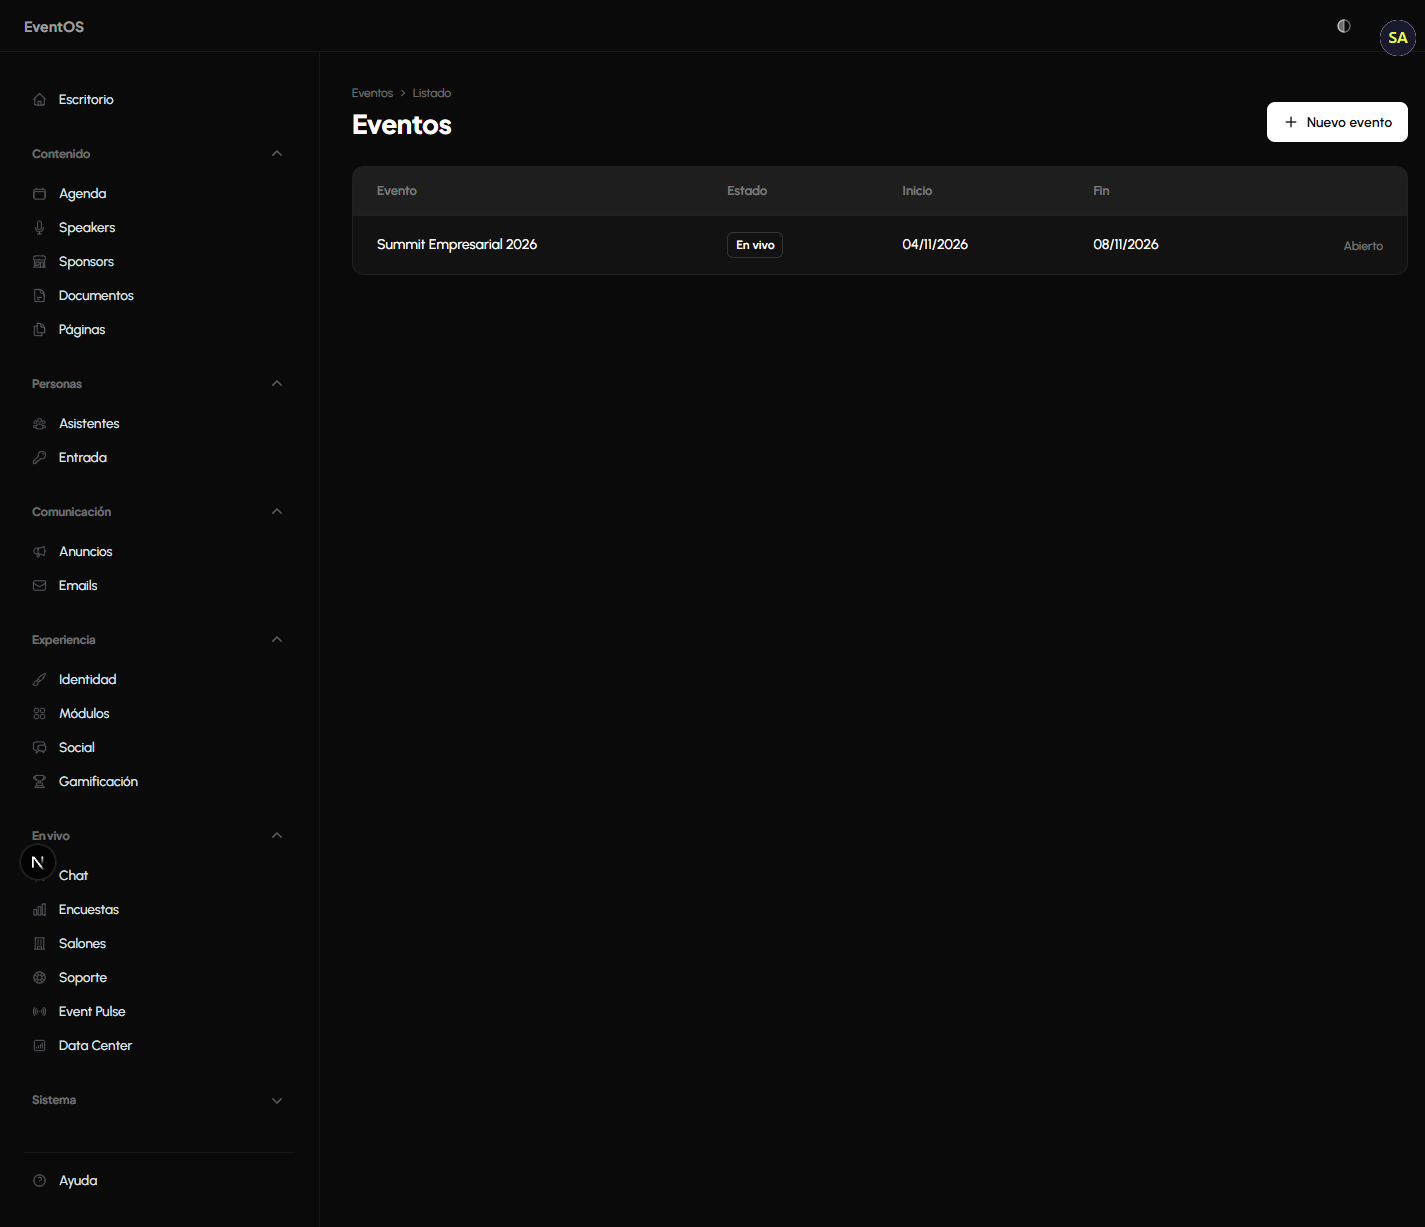 EventOS
SA
Escritorio
Contenido
Agenda
Speakers
Sponsors
Documentos
Páginas
Personas
Asistentes
Entrada
Comunicación
Anuncios
Emails
Experiencia
Identidad
Módulos
Social
Gamificación
En vivo
N
Chat
Encuestas
Salones
Soporte
Event Pulse
Data Center
Sistema
Ayuda
Eventos > Listado
Eventos
+ Nuevo evento
Evento Estado Inicio Fin
Summit Empresarial 2026 En vivo 04/11/2026 08/11/2026 Abierto